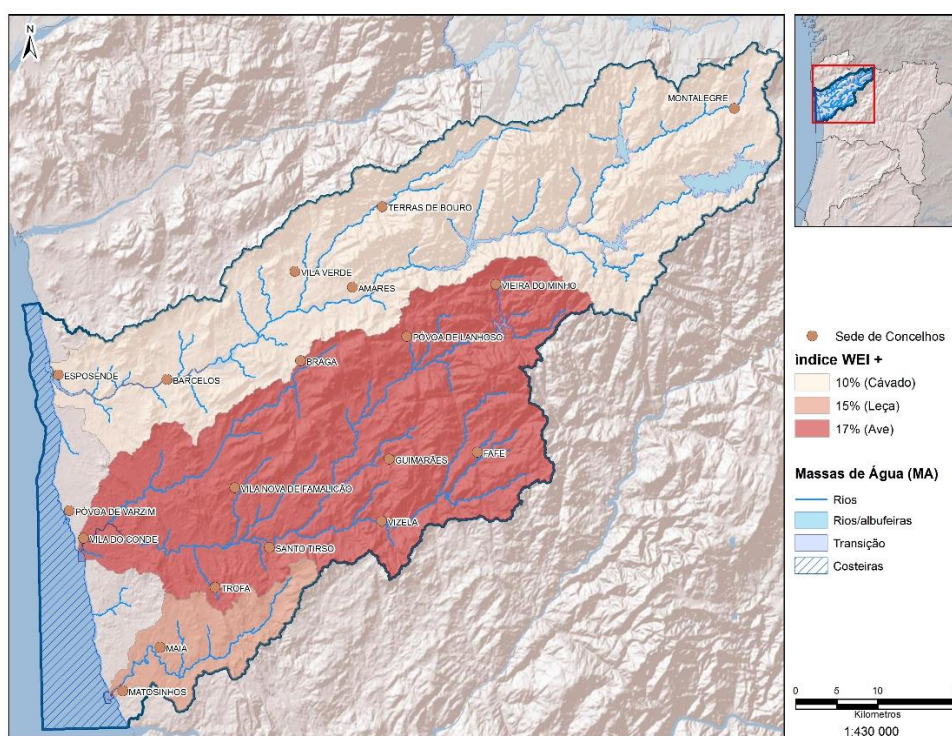 N
MONTALEGRE
TERRAS DE BOURO
VILA VERDE
AMARES
VIEIRA DO MINHO
PÓVOA DE LANHOSO
BRAGA
ESPOSENDE
BARCELOS
GUIMARÃES
FAFE
VILA NOVA DE FAMALICÃO
PÓVOA DE VARZIM
VIZELA
VILA DO CONDE
SANTO TIRSO
TROFA
MAIA
MATOSINHOS
Sede de Concelhos
índice WEI +
10% (Cávado)
15% (Leça)
17% (Ave)
Massas de Água (MA)
Rios
Rios/albufeiras
Transição
Costeiras
0 5 10
Kilometros
1:430 000